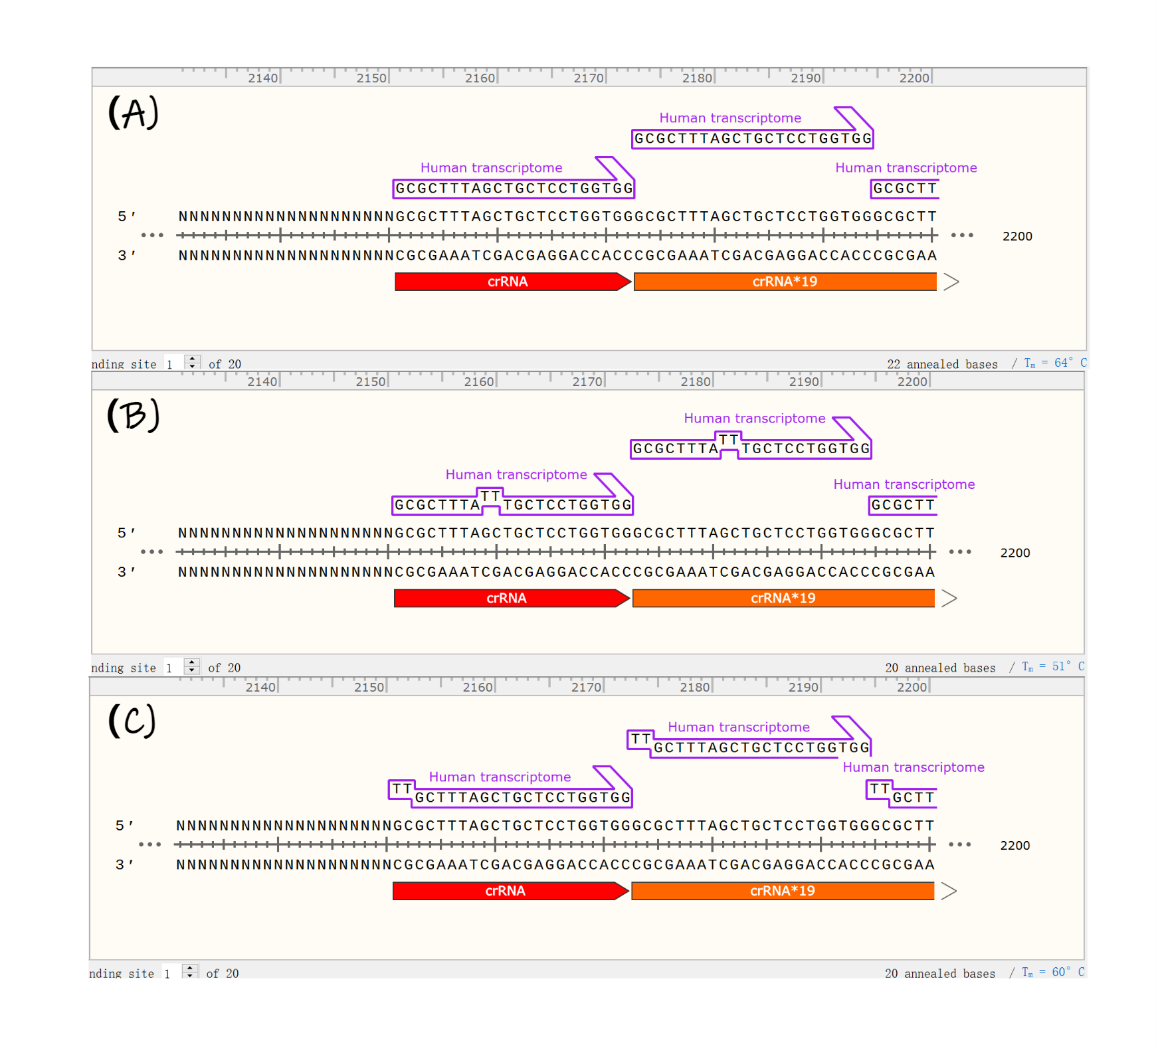 2140 2150 2160 2170 2180 2190 2200
(A)
Human transcriptome
GCGCTTTAGCTGCTCCTGGTGG
Human transcriptome
GCGCTTTAGCTGCTCCTGGTGG
Human transcriptome
GCGCTT
5′ NNNNNNNNNNNNNNNNNNNNGCGCTTTAGCTGCTCCTGGTGGGCGCTTTAGCTGCTCCTGGTGGGCGCTT
••• ••• 2200
3′ NNNNNNNNNNNNNNNNNNNNCGCGAAATCGACGAGGACCACCCGCGAAATCGACGAGGACCACCCGCGAA
crRNA crRNA*19
nding site 1 of 20 22 annealed bases / Tm = 64° C
2140 2150 2160 2170 2180 2190 2200
(B)
Human transcriptome
TT
GCGCTTTA TGCTCCTGGTGG
Human transcriptome
TT
GCGCTTTA TGCTCCTGGTGG
Human transcriptome
GCGCTT
5′ NNNNNNNNNNNNNNNNNNNNGCGCTTTAGCTGCTCCTGGTGGGCGCTTTAGCTGCTCCTGGTGGGCGCTT
••• ••• 2200
3′ NNNNNNNNNNNNNNNNNNNNCGCGAAATCGACGAGGACCACCCGCGAAATCGACGAGGACCACCCGCGAA
crRNA crRNA*19
nding site 1 of 20 20 annealed bases / Tm = 51° C
2140 2150 2160 2170 2180 2190 2200
(C)
Human transcriptome
TT
GCTTTAGCTGCTCCTGGTGG
Human transcriptome
TT
GCTTTAGCTGCTCCTGGTGG
Human transcriptome
TT
GCTT
5′ NNNNNNNNNNNNNNNNNNNNGCGCTTTAGCTGCTCCTGGTGGGCGCTTTAGCTGCTCCTGGTGGGCGCTT
••• ••• 2200
3′ NNNNNNNNNNNNNNNNNNNNCGCGAAATCGACGAGGACCACCCGCGAAATCGACGAGGACCACCCGCGAA
crRNA crRNA*19
nding site 1 of 20 20 annealed bases / Tm = 60° C